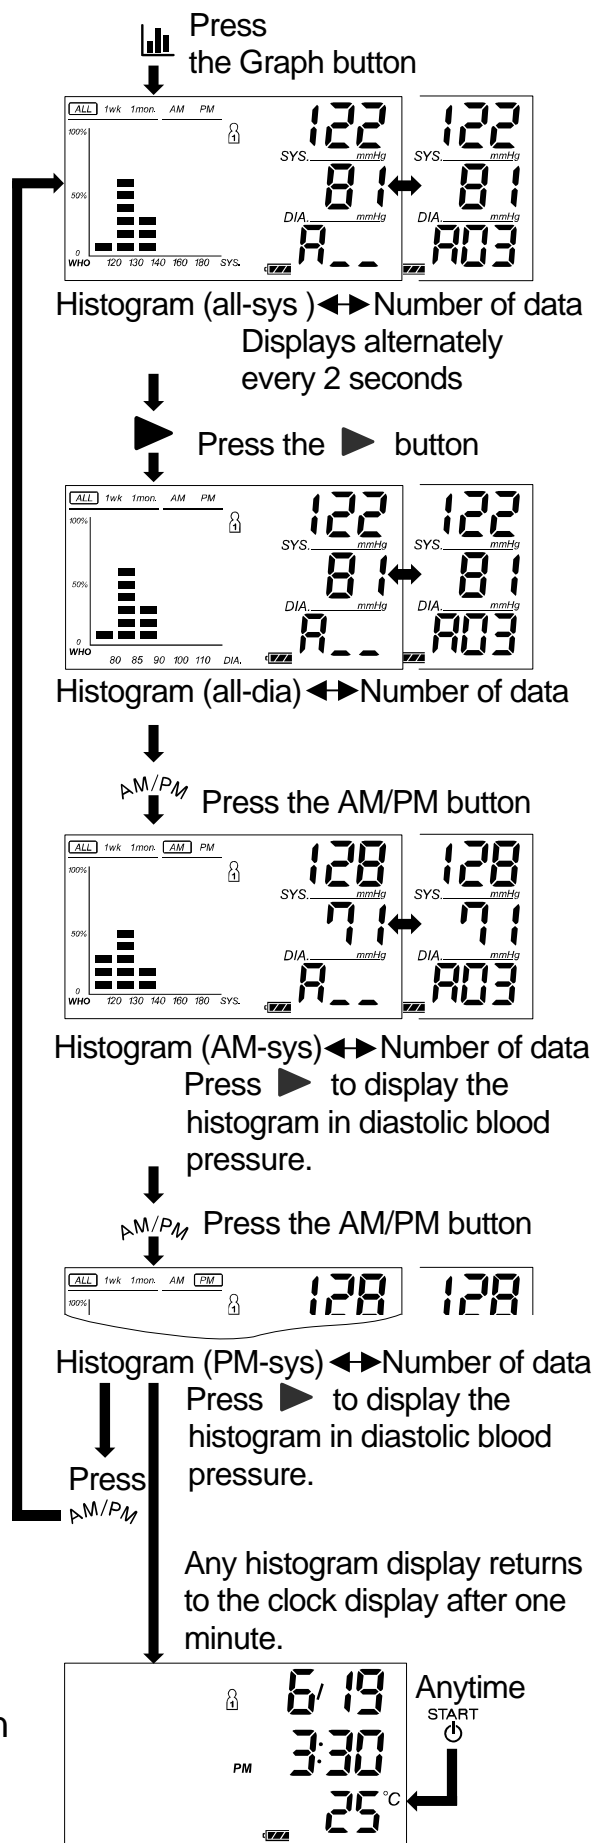 Press
the Graph button
ALL 1wk 1mon. AM PM
100%
1
122 122
SYS. mmHg SYS. mmHg
50%
81 81
DIA. mmHg DIA. mmHg
0
A_ _ A03
WHO 120 130 140 160 180 SYS.
Histogram (all-sys ) Number of data
Displays alternately
every 2 seconds
Press the button
ALL 1wk 1mon. AM PM
100%
1
122 122
SYS. mmHg SYS. mmHg
50%
81 81
DIA. mmHg DIA. mmHg
0
A_ _ A03
WHO
80 85 90 100 110 DIA.
Histogram (all-dia) Number of data
AM/PM Press the AM/PM button
ALL 1wk 1mon. AM PM
100%
1
128 128
SYS. mmHg SYS. mmHg
50%
71 71
DIA. mmHg DIA. mmHg
0
A_ _ A03
WHO 120 130 140 160 180 SYS.
Histogram (AM-sys) Number of data
Press to display the
histogram in diastolic blood
pressure.
AM/PM Press the AM/PM button
ALL 1wk 1mon. AM PM
100%
1
128 128
Histogram (PM-sys) Number of data
Press to display the
histogram in diastolic blood
pressure.
Press
AM/PM
Any histogram display returns
to the clock display after one
minute.
1
6/19
Anytime
START
PM 3:30
25°C